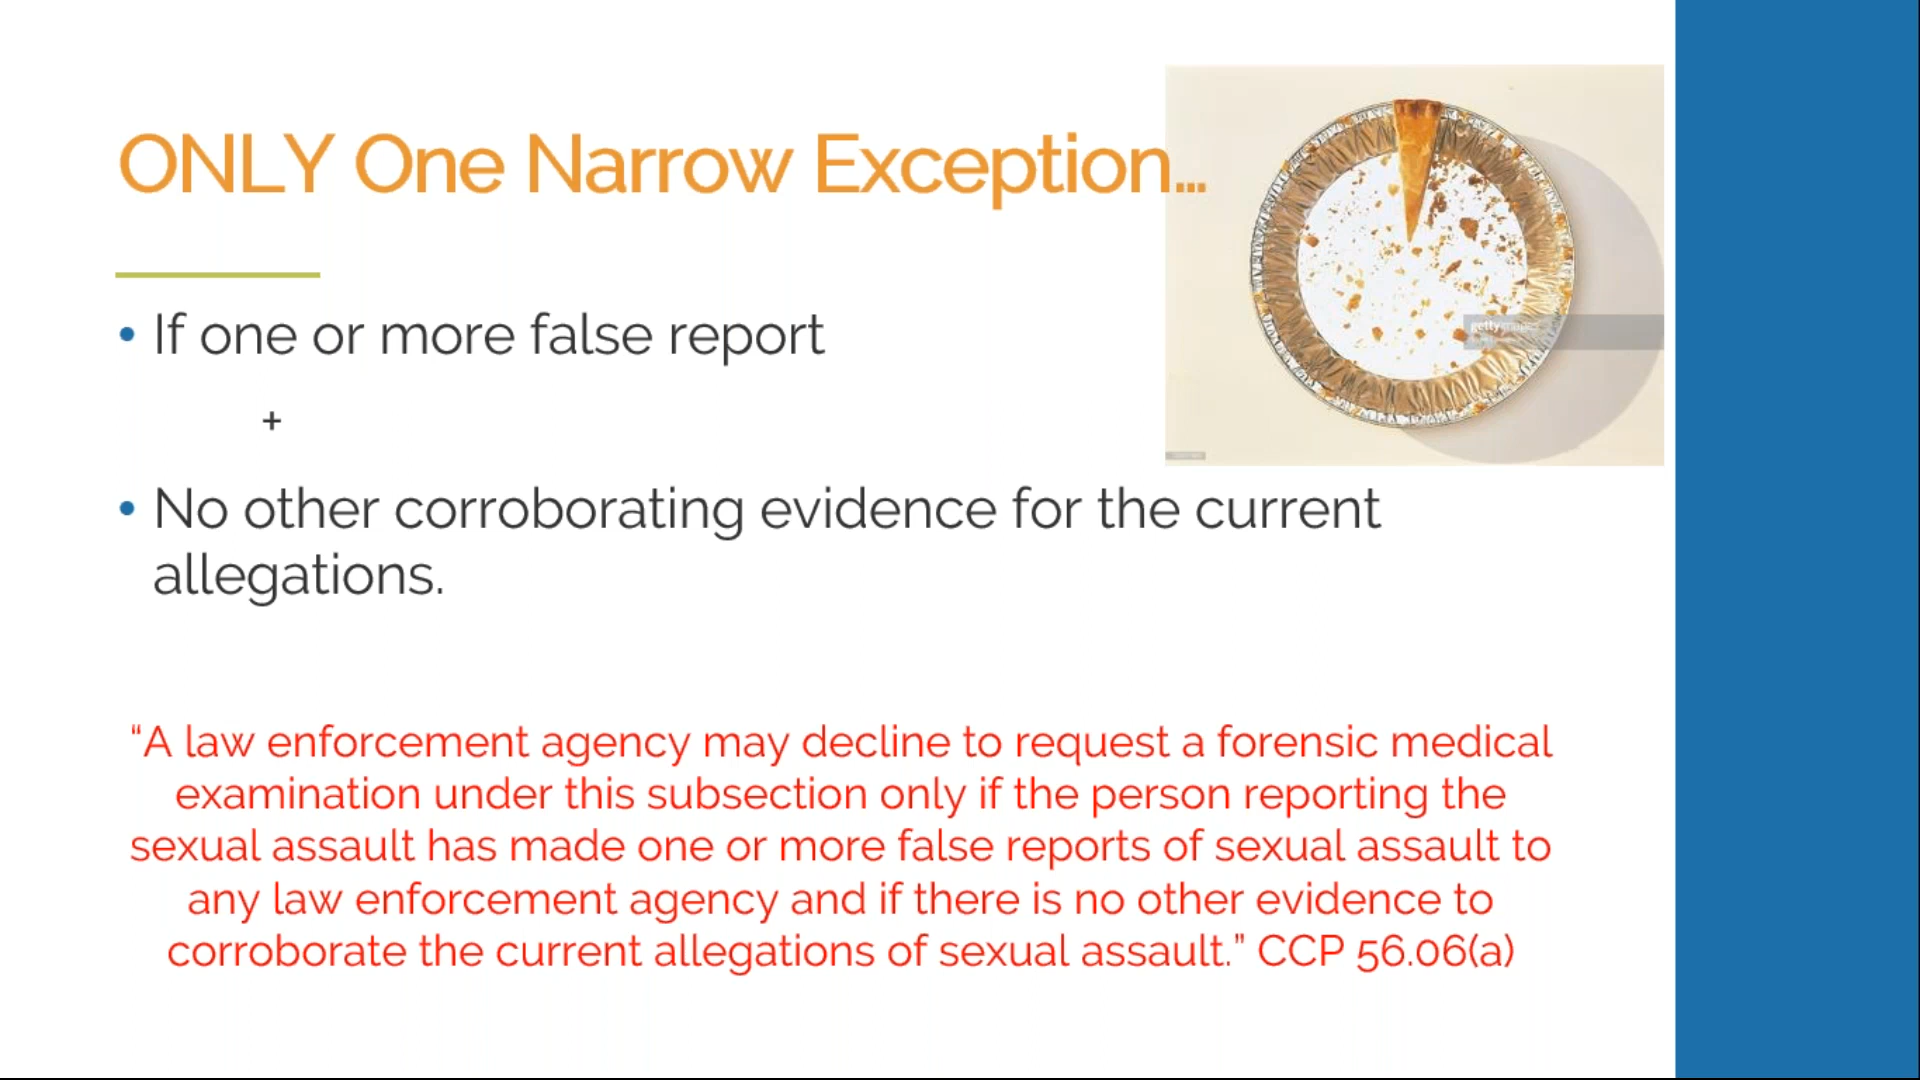 ONLY One Narrow Exception...
• If one or more false report
+
• No other corroborating evidence for the current
allegations.
gettyimages
“A law enforcement agency may decline to request a forensic medical
examination under this subsection only if the person reporting the
sexual assault has made one or more false reports of sexual assault to
any law enforcement agency and if there is no other evidence to
corroborate the current allegations of sexual assault.” CCP 56.06(a)